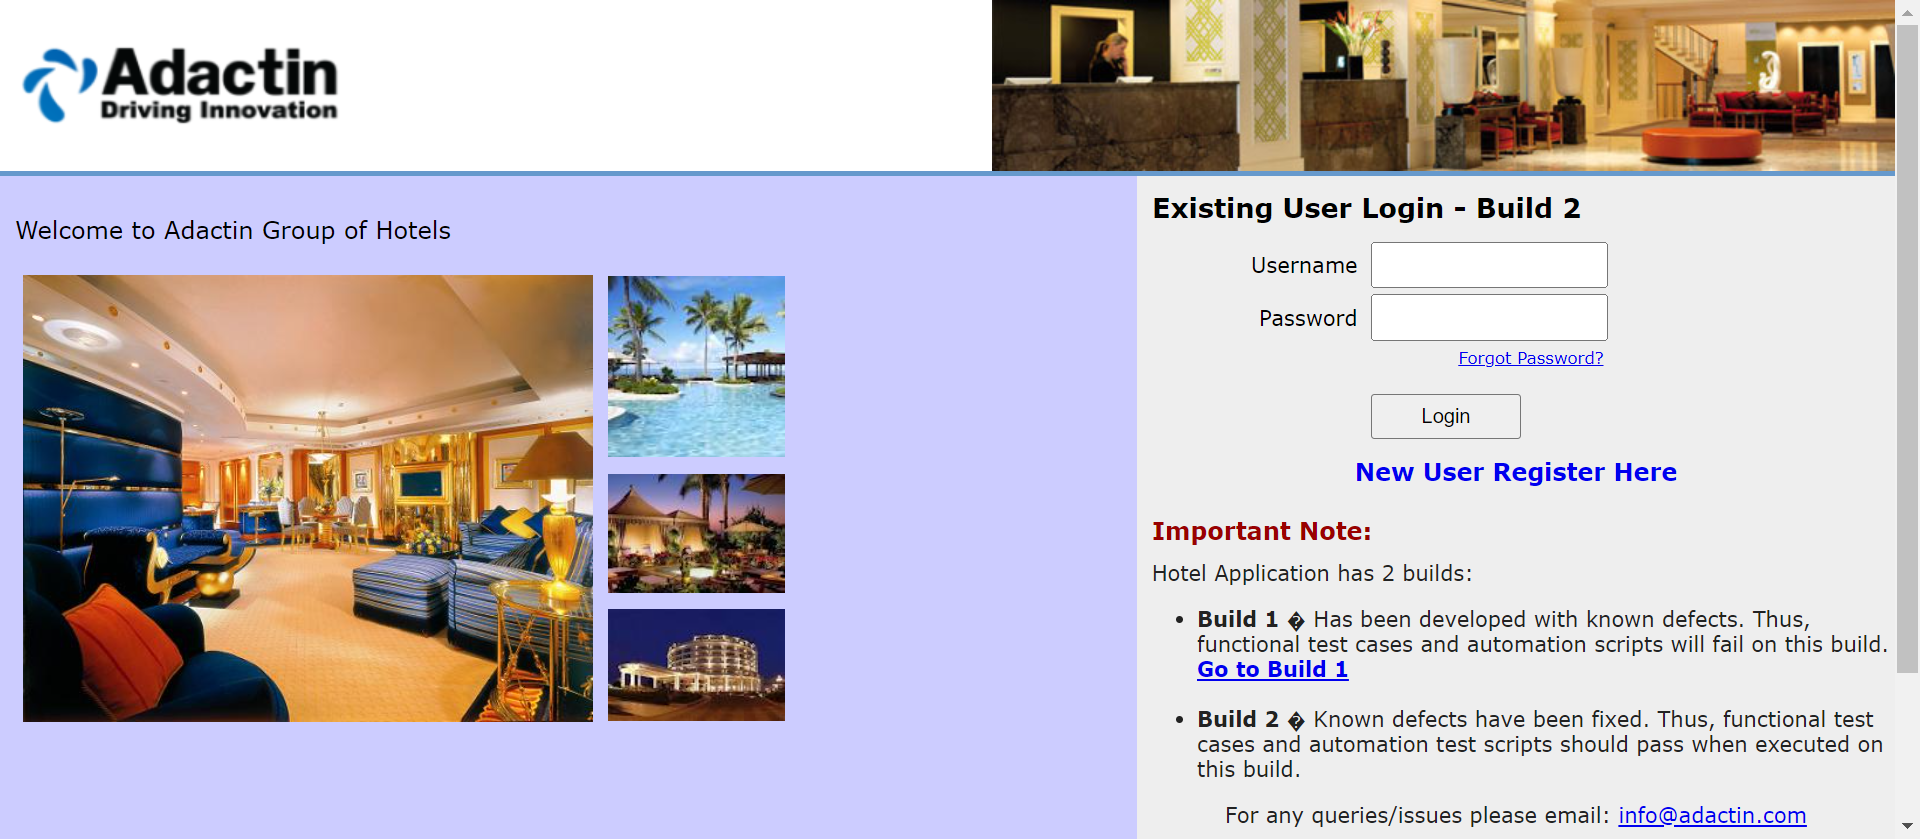 Adactin
Driving Innovation
Welcome to Adactin Group of Hotels
Existing User Login - Build 2
Username
Password
Forgot Password?
Login
New User Register Here
Important Note:
Hotel Application has 2 builds:
• Build 1 � Has been developed with known defects. Thus,
functional test cases and automation scripts will fail on this build.
Go to Build 1
• Build 2 � Known defects have been fixed. Thus, functional test
cases and automation test scripts should pass when executed on
this build.
For any queries/issues please email: info@adactin.com